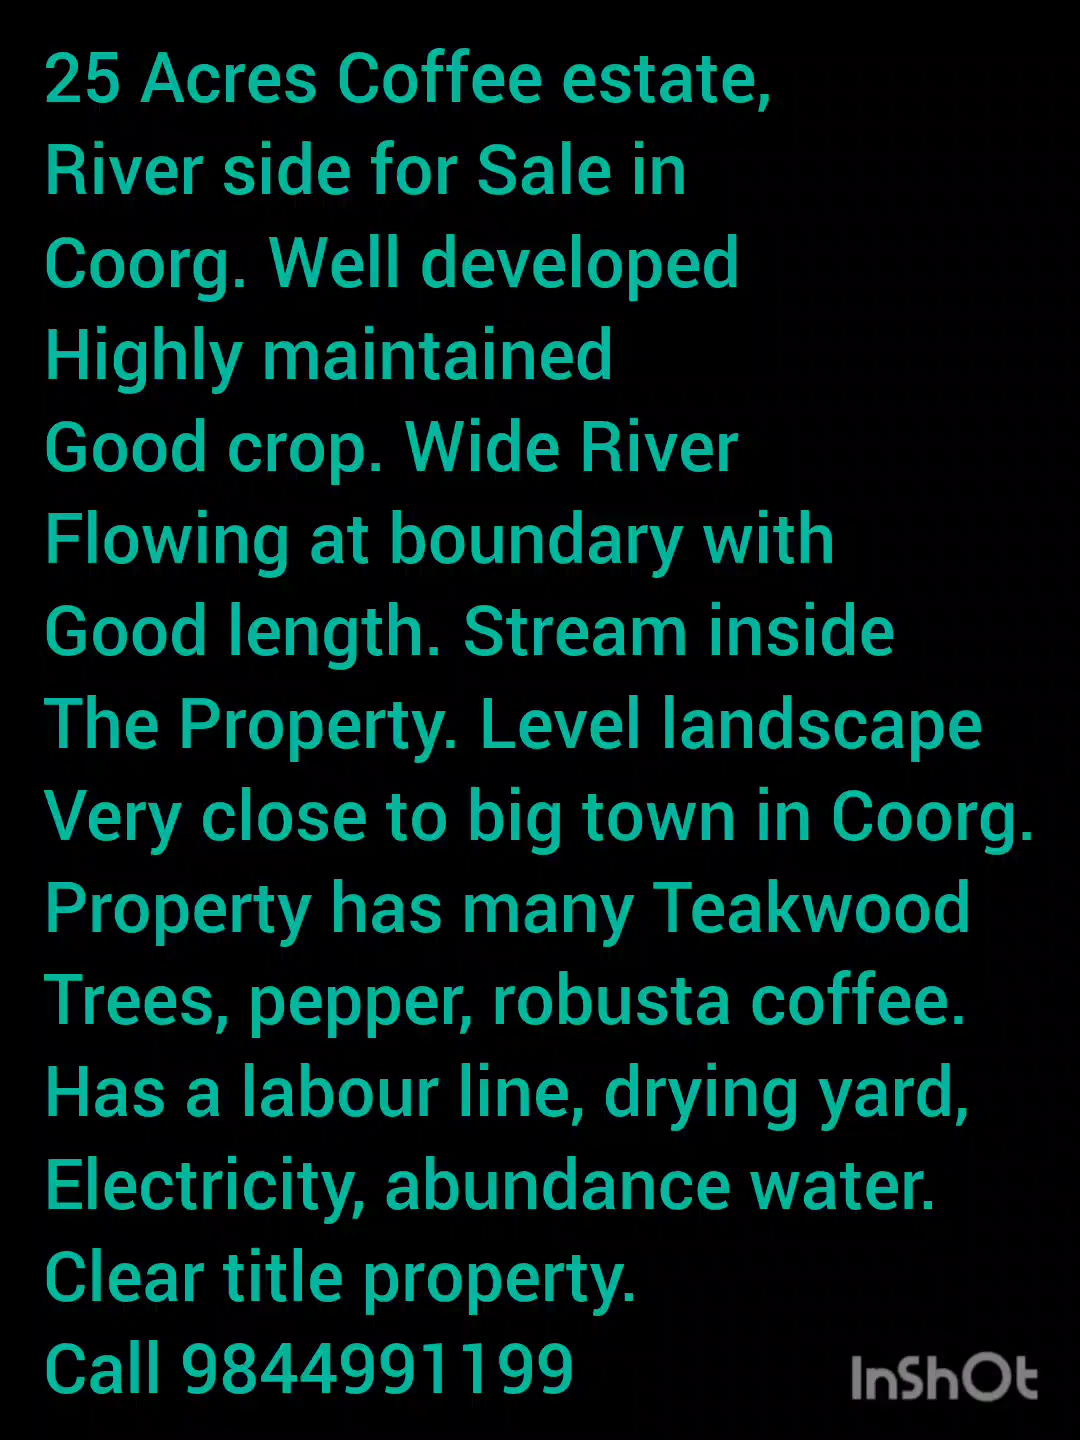 25 Acres Coffee estate,
River side for Sale in
Coorg. Well developed
Highly maintained
Good crop. Wide River
Flowing at boundary with
Good length. Stream inside
The Property. Level landscape
Very close to big town in Coorg.
Property has many Teakwood
Trees, pepper, robusta coffee.
Has a labour line, drying yard,
Electricity, abundance water.
Clear title property.
Call 9844991199
InShOt